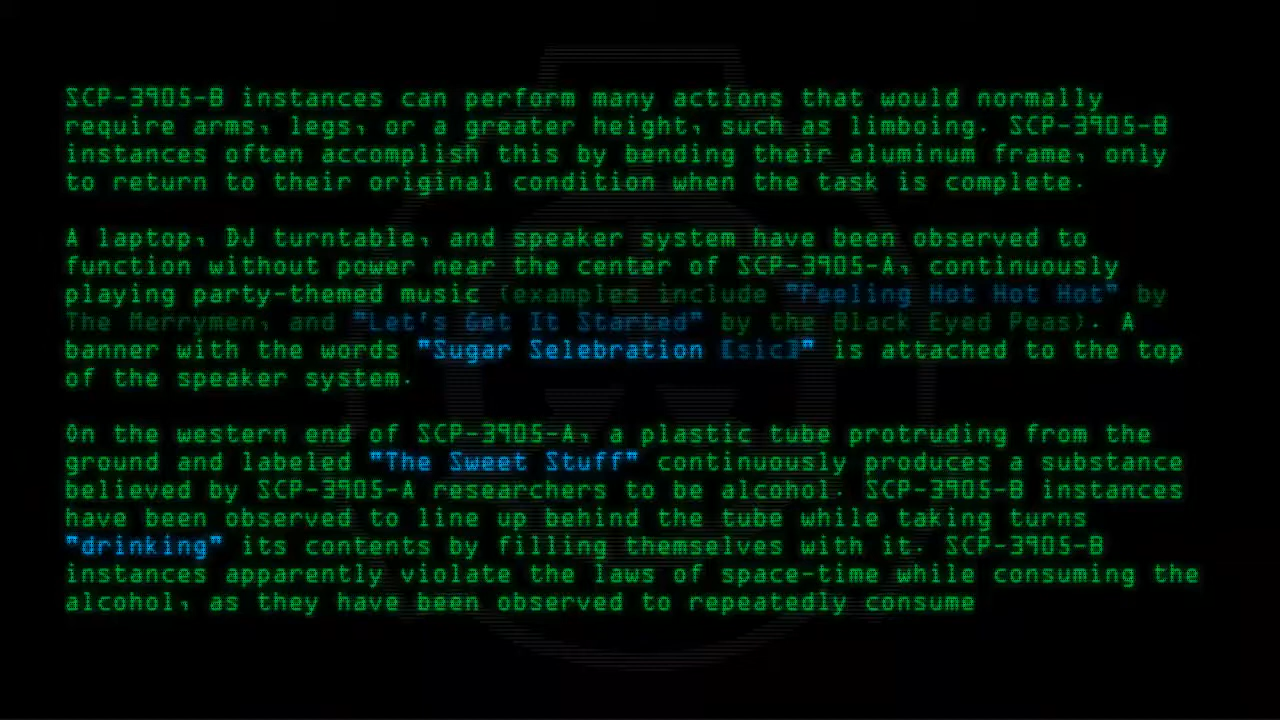 SCP-3905-B instances can perform many actions that would normally
require arms, legs, or a greater height, such as limboing. SCP-3905-B
instances often accomplish this by bending their aluminum frame, only
to return to their original condition when the task is complete.
A laptop, DJ turntable, and speaker system have been observed to
function without power near the center of SCP-3905-A, continuously
playing party-themed music (examples include "Feeling Hot Hot Hot" by
The Merrymen, and "Let's Get It Started" by the Black Eyed Peas). A
banner with the words "Sugar Selebration [sic]" is attached to the top
of the speaker system.
On the western end of SCP-3905-A, a plastic tube protruding from the
ground and labeled "The Sweet Stuff" continuously produces a substance
believed by SCP-3905-A researchers to be alcohol. SCP-3905-B instances
have been observed to line up behind the tube while taking turns
"drinking" its contents by filling themselves with it. SCP-3905-B
instances apparently violate the laws of space-time while consuming the
alcohol, as they have been observed to repeatedly consume